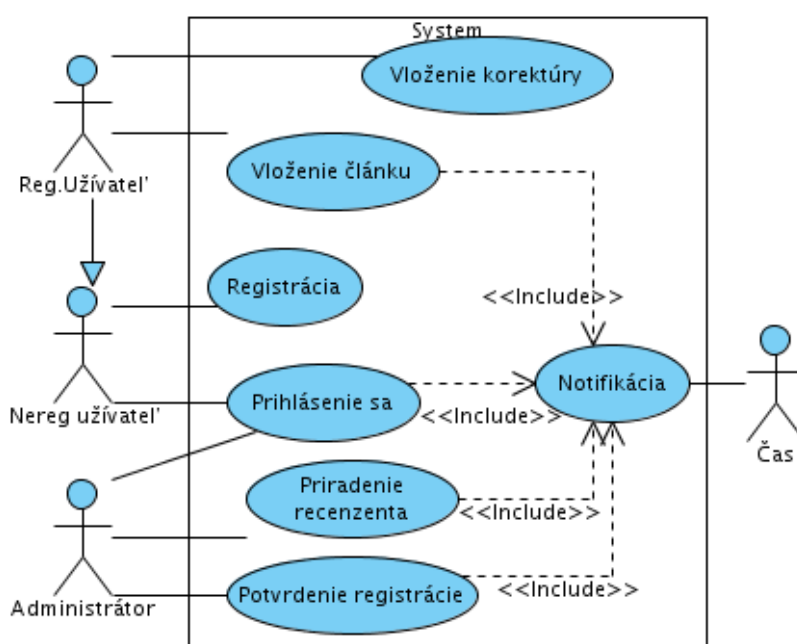 System
Vloženie korektúry
Reg.Užívateľ
Vloženie článku
Registrácia
<<Include>>
Nereg užívateľ
Prihlásenie sa
<<Include>>
Notifikácia
Čas
Priradenie
recenzenta
<<Include>>
Administrátor
Potvrdenie registrácie
<<Include>>